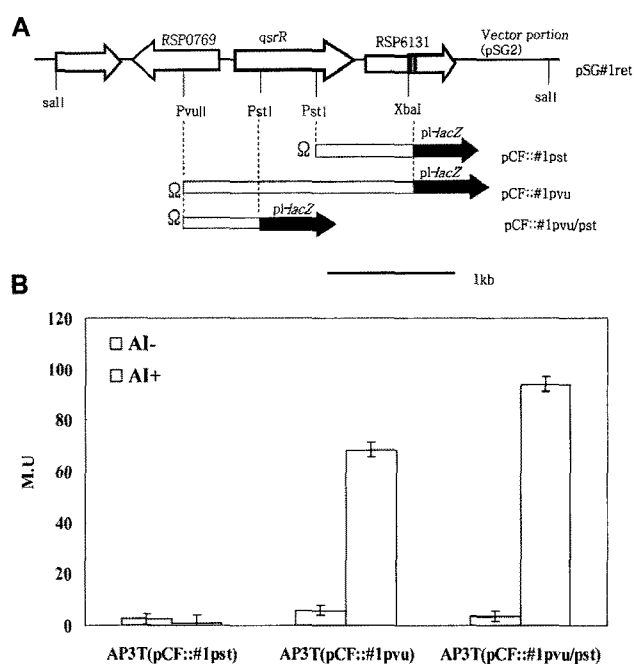 A
RSP0769 qsrR RSP6131 Vector portion
(pSG2)
pSG#1ret
salI PvuII PstI PstI XbaI salI
Ω pl-lacZ pCF::#1pst
Ω pl-lacZ pCF::#1pvu
Ω pl-lacZ pCF::#1pvu/pst
1kb
B
120
100
80
60
40
20
0
M.U
AI-
AI+
AP3T(pCF::#1pst) AP3T(pCF::#1pvu) AP3T(pCF::#1pvu/pst)